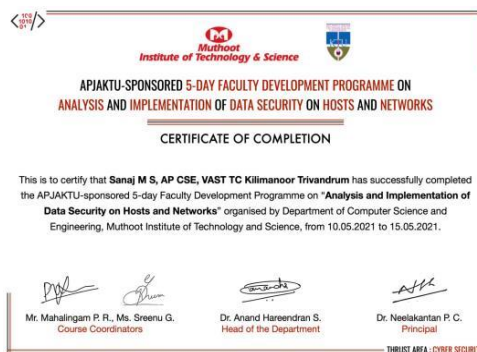 Muthoot
Institute of Technology & Science
APJAKTU-SPONSORED 5-DAY FACULTY DEVELOPMENT PROGRAMME ON
ANALYSIS AND IMPLEMENTATION OF DATA SECURITY ON HOSTS AND NETWORKS
CERTIFICATE OF COMPLETION
This is to certify that Sanaj M S, AP CSE, VAST TC Kilimanoor Trivandrum has successfully completed
the APJAKTU-sponsored 5-day Faculty Development Programme on "Analysis and Implementation of
Data Security on Hosts and Networks" organised by Department of Computer Science and
Engineering, Muthoot Institute of Technology and Science, from 10.05.2021 to 15.05.2021.
Mr. Mahalingam P. R., Ms. Sreenu G.
Course Coordinators
Dr. Anand Hareendran S.
Head of the Department
Dr. Neelakantan P. C.
Principal
THRUST AREA : CYBER SECURI